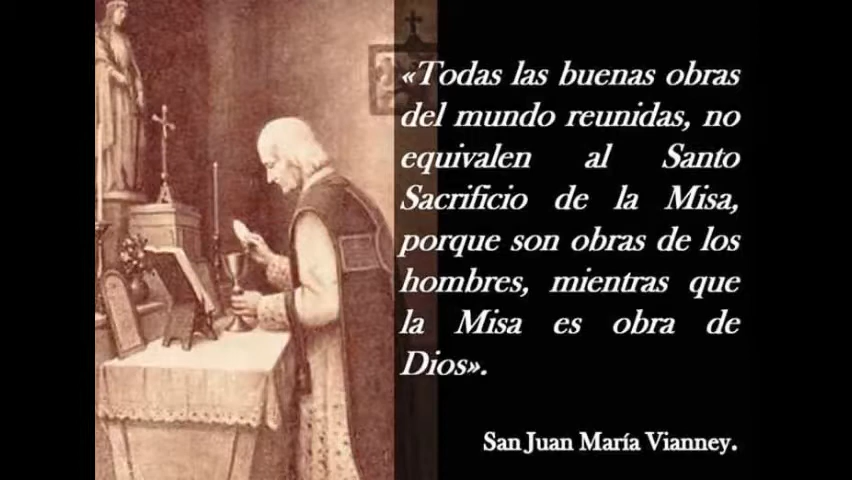 «Todas las buenas obras
del mundo reunidas, no
equivalen al Santo
Sacrificio de la Misa,
porque son obras de los
hombres, mientras que
la Misa es obra de
Dios».
San Juan María Vianney.